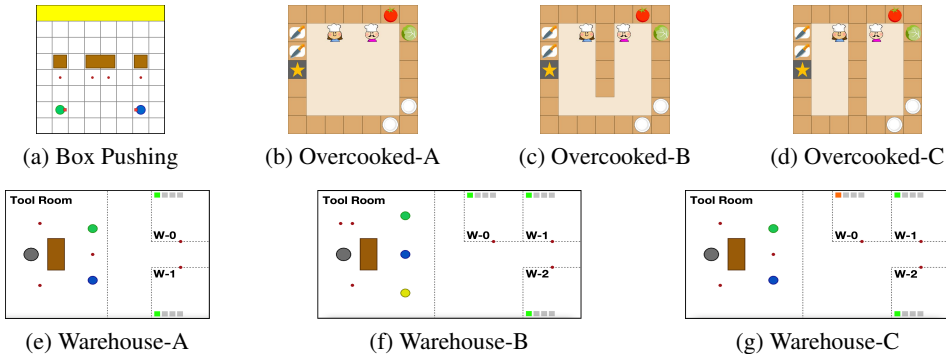 (a) Box Pushing
(b) Overcooked-A
(c) Overcooked-B
(d) Overcooked-C
Tool Room
W-0
W-1
(e) Warehouse-A
Tool Room
W-0
W-1
W-2
(f) Warehouse-B
Tool Room
W-0
W-1
W-2
(g) Warehouse-C